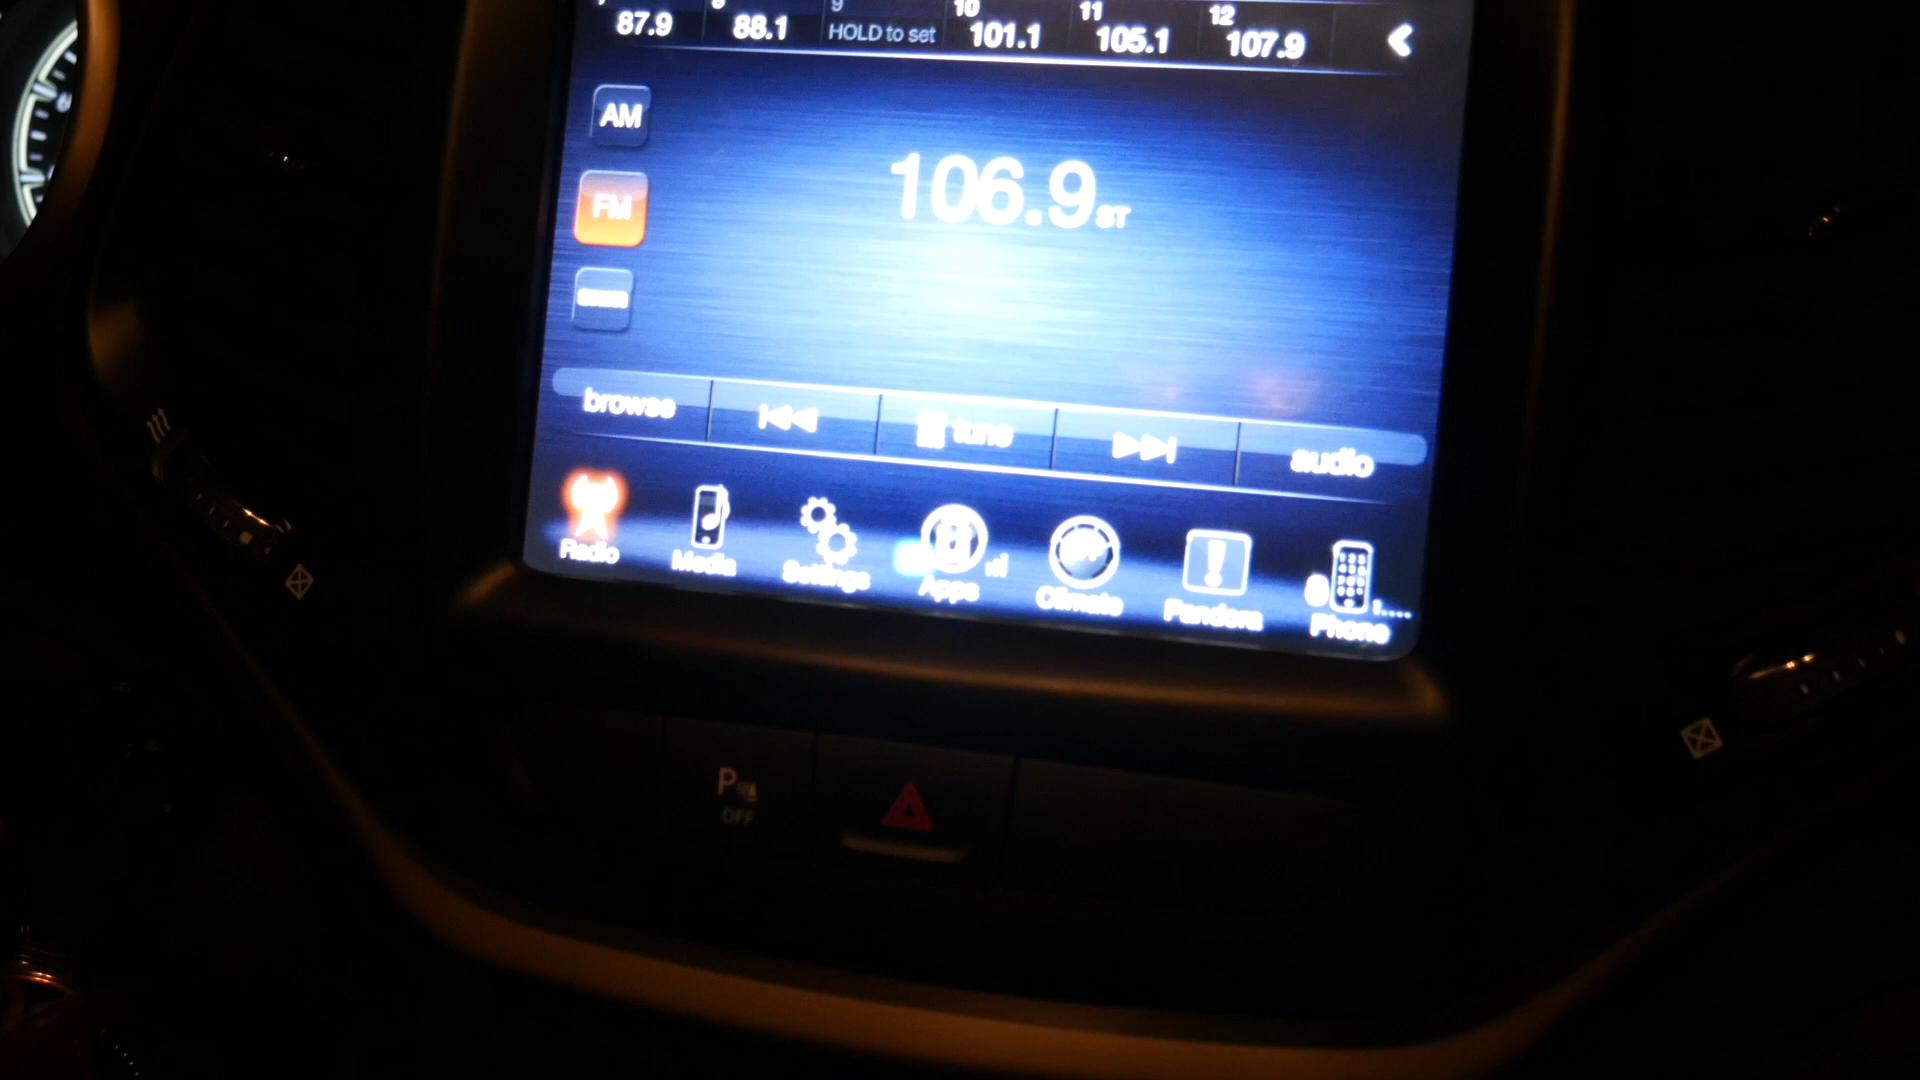 9 10 11 12
87.9 88.1 HOLD to set 101.1 105.1 107.9
AM
106.9 ST
FM
browse tune audio
Radio Media Settings Apps Climate Pandora Phone
P
OFF